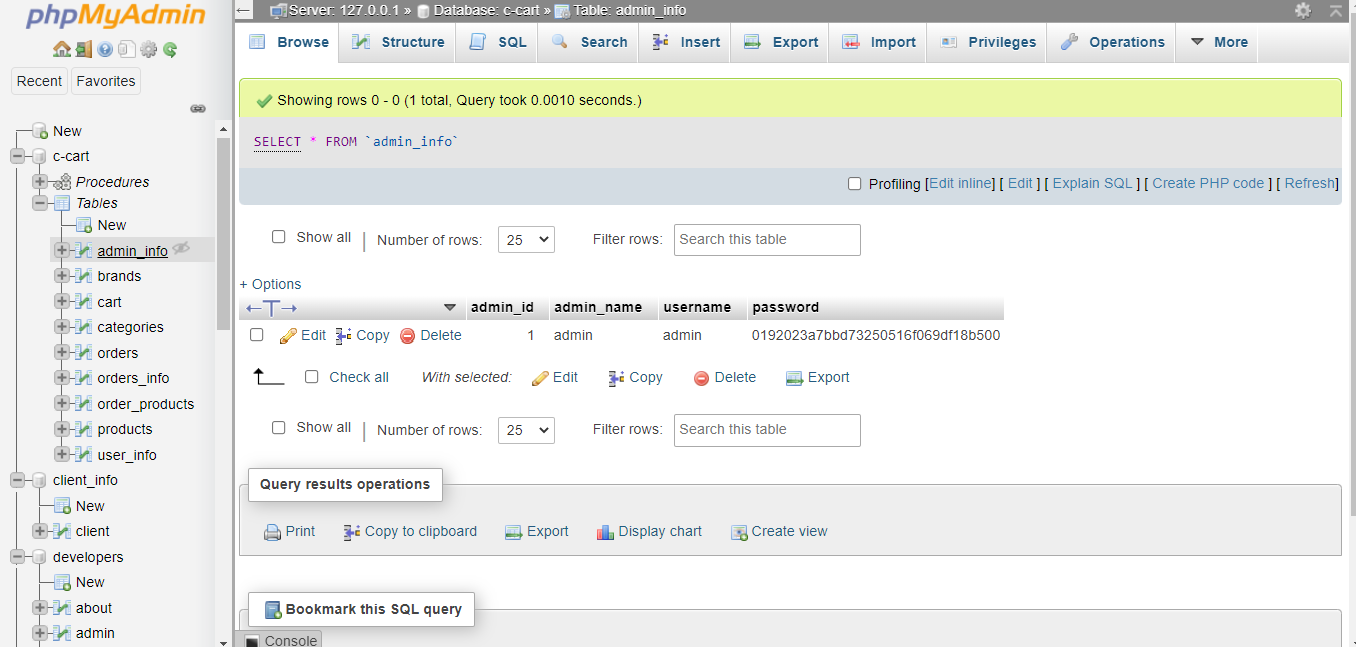 phpMyAdmin
Recent Favorites
New
c-cart
Procedures
Tables
New
admin_info
brands
cart
categories
orders
orders_info
order_products
products
user_info
client_info
New
client
developers
New
about
admin
Server: 127.0.0.1 » Database: c-cart » Table: admin_info
Browse Structure SQL Search Insert Export Import Privileges Operations More
Showing rows 0 - 0 (1 total, Query took 0.0010 seconds.)
SELECT * FROM `admin_info`
Profiling [Edit inline] [ Edit ] [ Explain SQL ] [ Create PHP code ] [ Refresh]
Show all | Number of rows: 25 Filter rows: Search this table
+ Options
←T→ admin_id admin_name username password
Edit Copy Delete 1 admin admin 0192023a7bbd73250516f069df18b500
Check all With selected: Edit Copy Delete Export
Show all | Number of rows: 25 Filter rows: Search this table
Query results operations
Print Copy to clipboard Export Display chart Create view
Bookmark this SQL query
Console